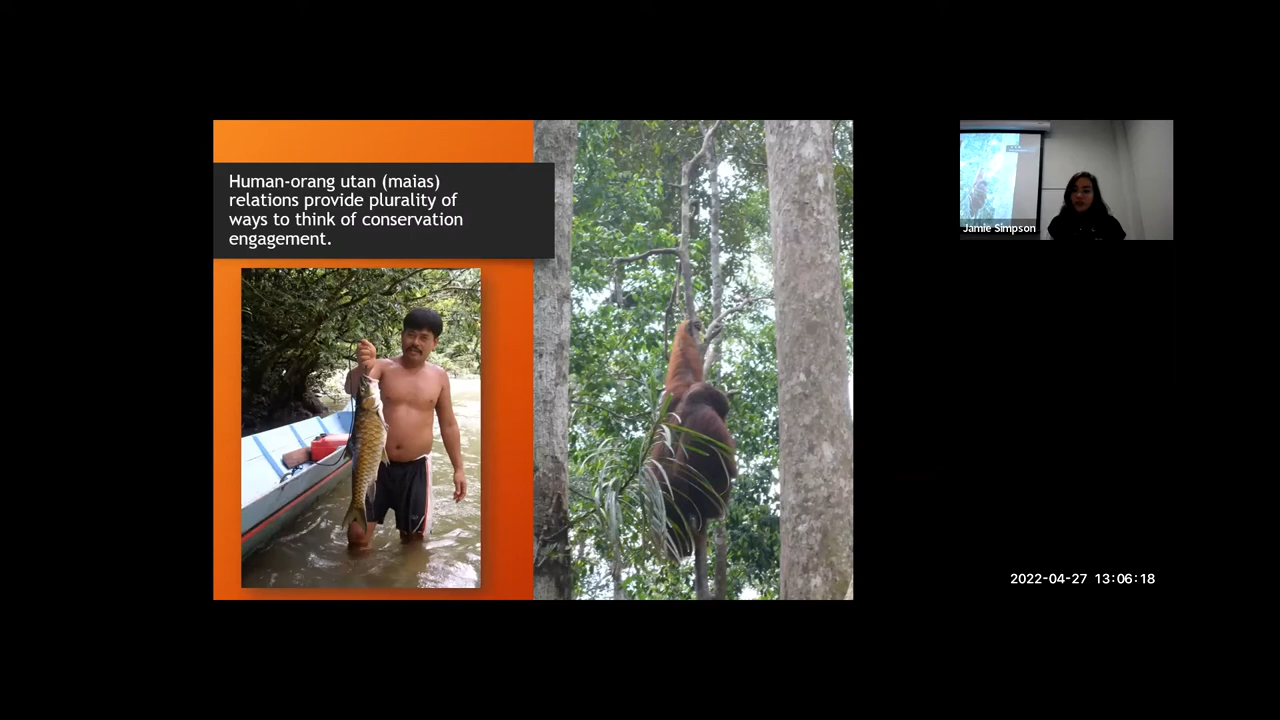 Human-orang utan (maias)
relations provide plurality of
ways to think of conservation
engagement.
Jamie Simpson
2022-04-27 13:06:18